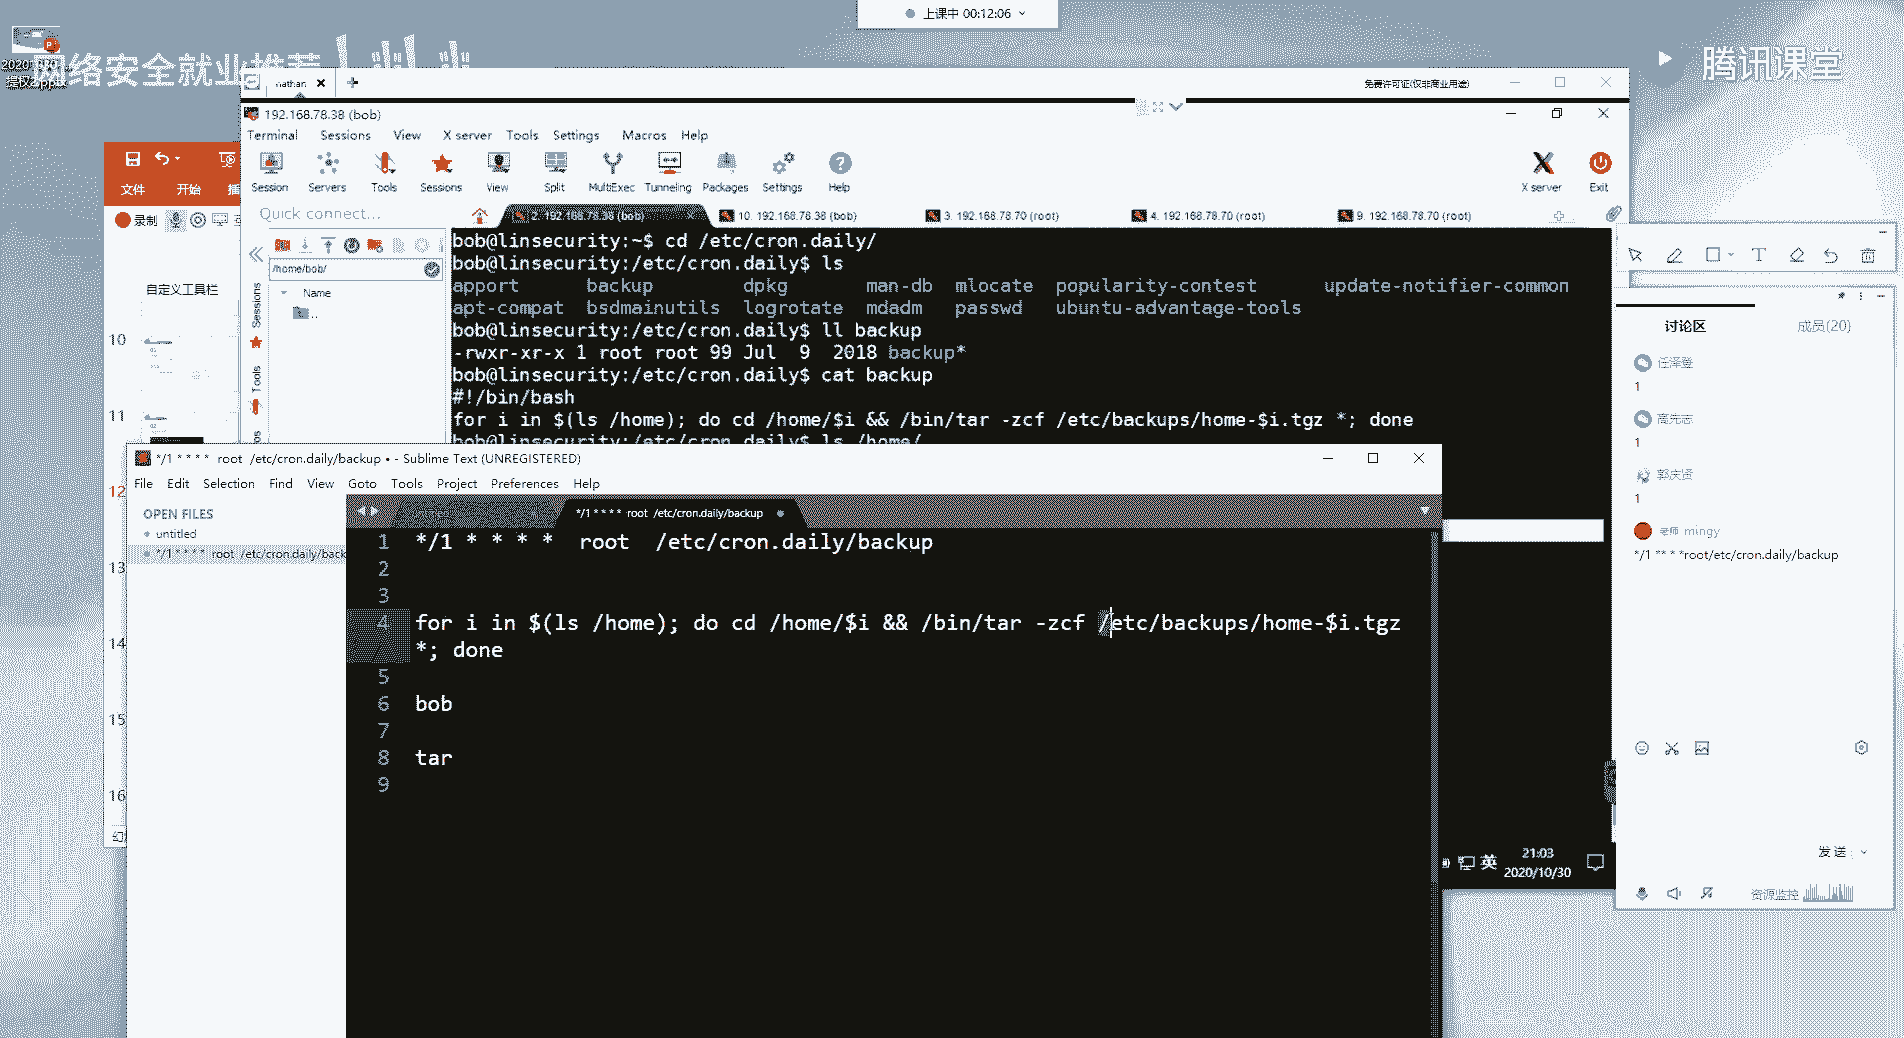 上课中 00:12:06
网络安全就业推荐
腾讯课堂
nathan
免费许可证(仅非商业用途)
192.168.78.38 (bob)
Terminal Sessions View X server Tools Settings Macros Help
Session Servers Tools Sessions View Split MultiExec Tunneling Packages Settings Help X server Exit
Quick connect...
2. 192.168.78.38 (bob)
10. 192.168.78.38 (bob)
3. 192.168.78.70 (root)
4. 192.168.78.70 (root)
9. 192.168.78.70 (root)
/home/bob/
Name
..
Sessions
Tools
文件 开始 插
录制
自定义工具栏
10
11
12
13
14
15
16
bob@linsecurity:~$ cd /etc/cron.daily/
bob@linsecurity:/etc/cron.daily$ ls
apport backup dpkg man-db mlocate popularity-contest update-notifier-common
apt-compat bsdmainutils logrotate mdadm passwd ubuntu-advantage-tools
bob@linsecurity:/etc/cron.daily$ ll backup
-rwxr-xr-x 1 root root 99 Jul 9 2018 backup*
bob@linsecurity:/etc/cron.daily$ cat backup
#!/bin/bash
for i in $(ls /home); do cd /home/$i && /bin/tar -zcf /etc/backups/home-$i.tgz *; done
bob@linsecurity:/etc/cron.daily$ ls /home/
*/1 * * * * root /etc/cron.daily/backup • - Sublime Text (UNREGISTERED)
File Edit Selection Find View Goto Tools Project Preferences Help
OPEN FILES
untitled
*/1 * * * * root /etc/cron.daily/back
*/1 * * * * root /etc/cron.daily/backup
1 */1 * * * * root /etc/cron.daily/backup
2
3
4 for i in $(ls /home); do cd /home/$i && /bin/tar -zcf /etc/backups/home-$i.tgz
*; done
5
6 bob
7
8 tar
9
英
21:03
2020/10/30
讨论区
成员(20)
任泽登
1
高先志
1
郭庆贤
1
老师 mingy
*/1 ** * *root/etc/cron.daily/backup
发送
资源监控